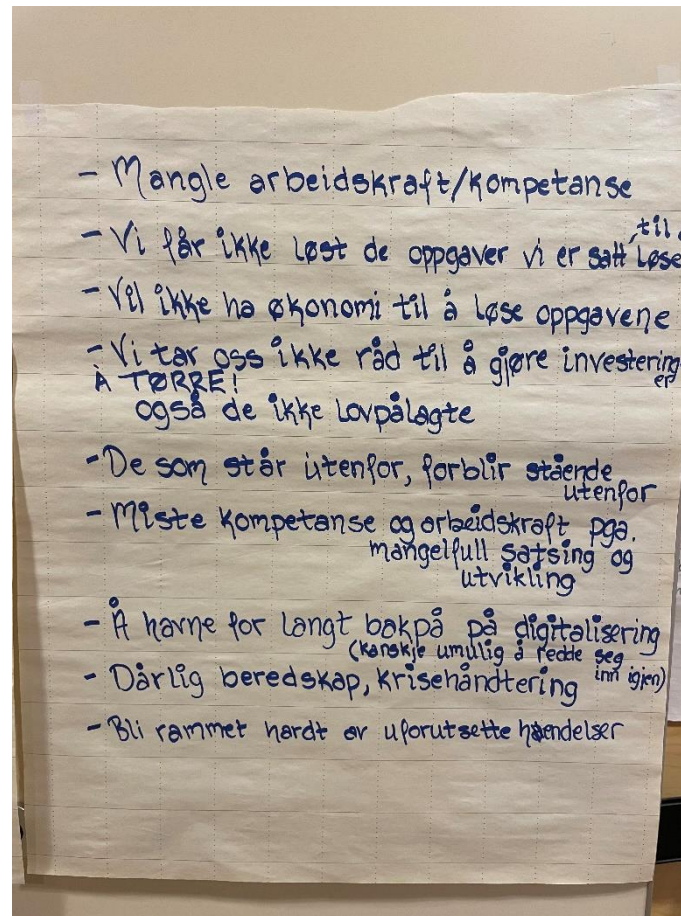 - Mangle arbeidskraft/kompetanse
- Vi får ikke løst de oppgaver vi er satt til å løse
- Vil ikke ha økonomi til å løse oppgavene
- Vi tar oss ikke råd til å gjøre investeringer
Å TØRRE!
også de ikke lovpålagte
- De som står utenfor, forblir stående
utenfor
- Miste kompetanse og arbeidskraft pga.
mangelfull satsing og
utvikling
- Å havne for langt bakpå på digitalisering
(kanskje umulig å redde seg
inn igjen)
- Dårlig beredskap, krisehåndtering
- Bli rammet hardt av uforutsette hændelser